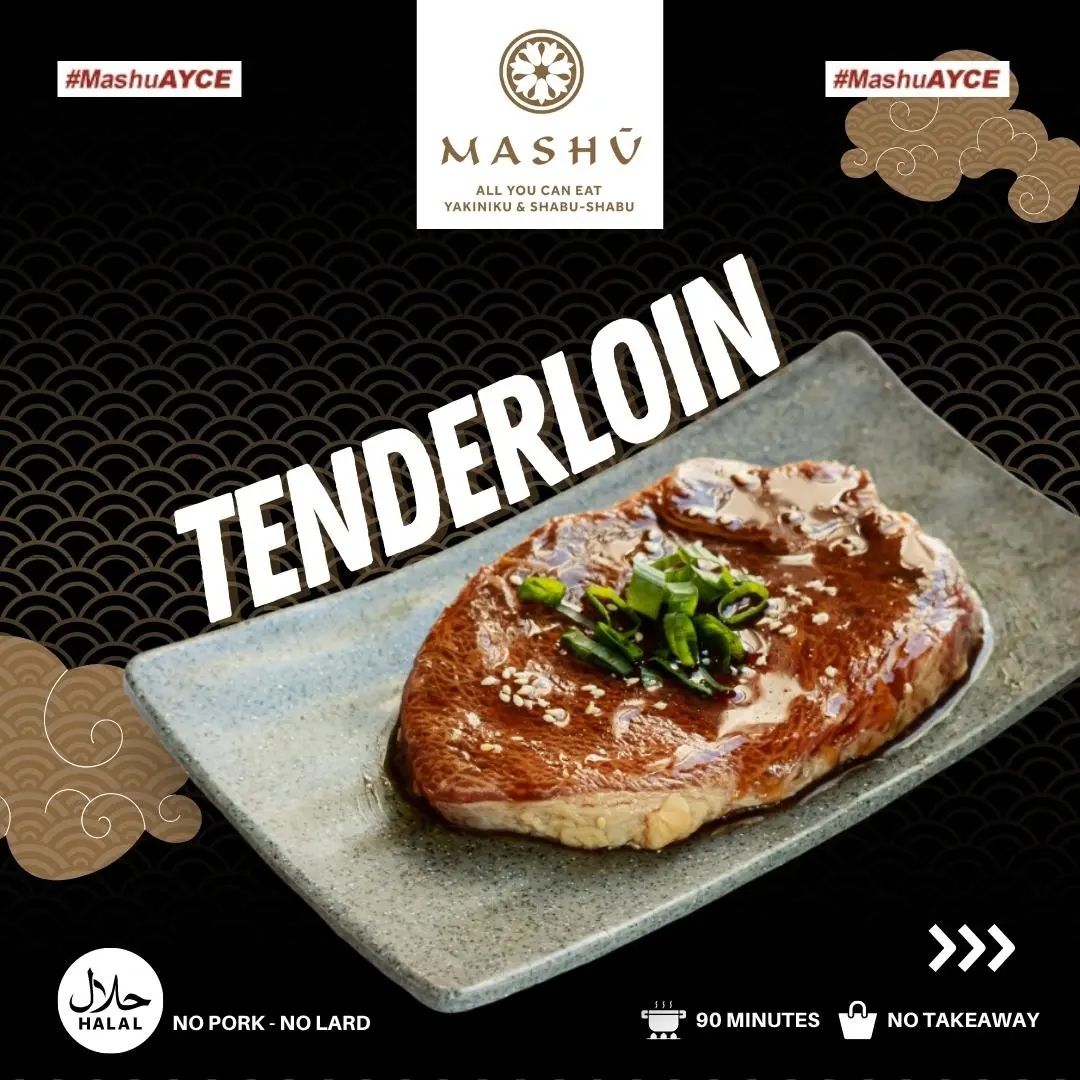 #MashuAYCE
#MashuAYCE
MASHŪ
ALL YOU CAN EAT
YAKINIKU & SHABU-SHABU
TENDERLOIN
حلال
HALAL
NO PORK - NO LARD
90 MINUTES
NO TAKEAWAY